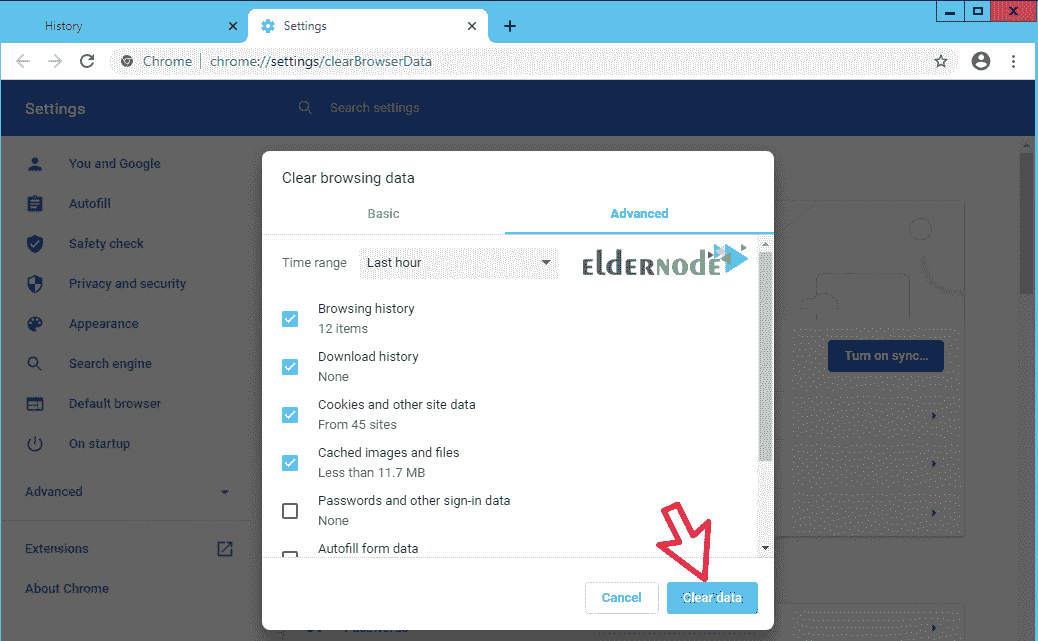 History
Settings
Chrome | chrome://settings/clearBrowserData
Settings
Search settings
You and Google
Autofill
Safety check
Privacy and security
Appearance
Search engine
Default browser
On startup
Advanced
Extensions
About Chrome
Turn on sync...
Clear browsing data
Basic
Advanced
Time range
Last hour
ELDERNODE
Browsing history
12 items
Download history
None
Cookies and other site data
From 45 sites
Cached images and files
Less than 11.7 MB
Passwords and other sign-in data
None
Autofill form data
Cancel
Clear data
Passwords